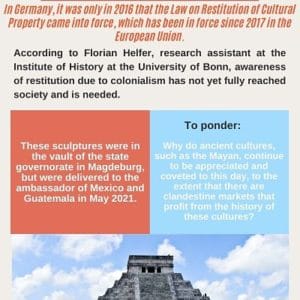 In Germany, it was only in 2016 that the Law on Restitution of Cultural
Property came into force, which has been in force since 2017 in the
European Union.
According to Florian Helfer, research assistant at the
Institute of History at the University of Bonn, awareness
of restitution due to colonialism has not yet fully reached
society and is needed.
These sculptures were in
the vault of the state
governorate in Magdeburg,
but were delivered to the
ambassador of Mexico and
Guatemala in May 2021.
To ponder:
Why do ancient cultures,
such as the Mayan, continue
to be appreciated and
coveted to this day, to the
extent that there are
clandestine markets that
profit from the history of
these cultures?